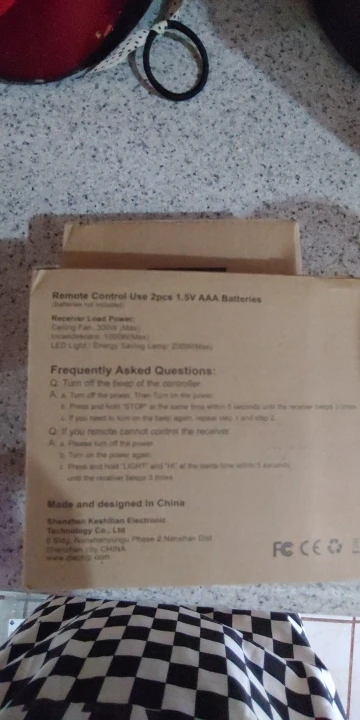 Remote Control Use 2pcs 1.5V AAA Batteries
(batteries not included)
Receiver Load Power:
Ceiling Fan: 300W (Max)
Incandescent: 1000W(Max)
LED Light / Energy Saving Lamp: 200W(Max)
Frequently Asked Questions:
Q: Turn off the beep of the controller
A: a. Turn off the power. Then Turn on the power.
b. Press and hold "STOP" at the same time within 5 seconds until the receiver beeps 3 times.
c. If you need to turn on the beep again, repeat step 1 and step 2.
Q: If you remote cannot control the receiver
A: a. Please turn off the power.
b. Turn on the power again.
c. Press and hold "LIGHT" and "HI" at the same time within 5 seconds,
until the receiver beeps 3 times.
Made and designed in China
Shenzhen Electronic
Technology Co., Ltd
Phase 2, Nanshan Dist
Shenzhen city CHINA
FC CE